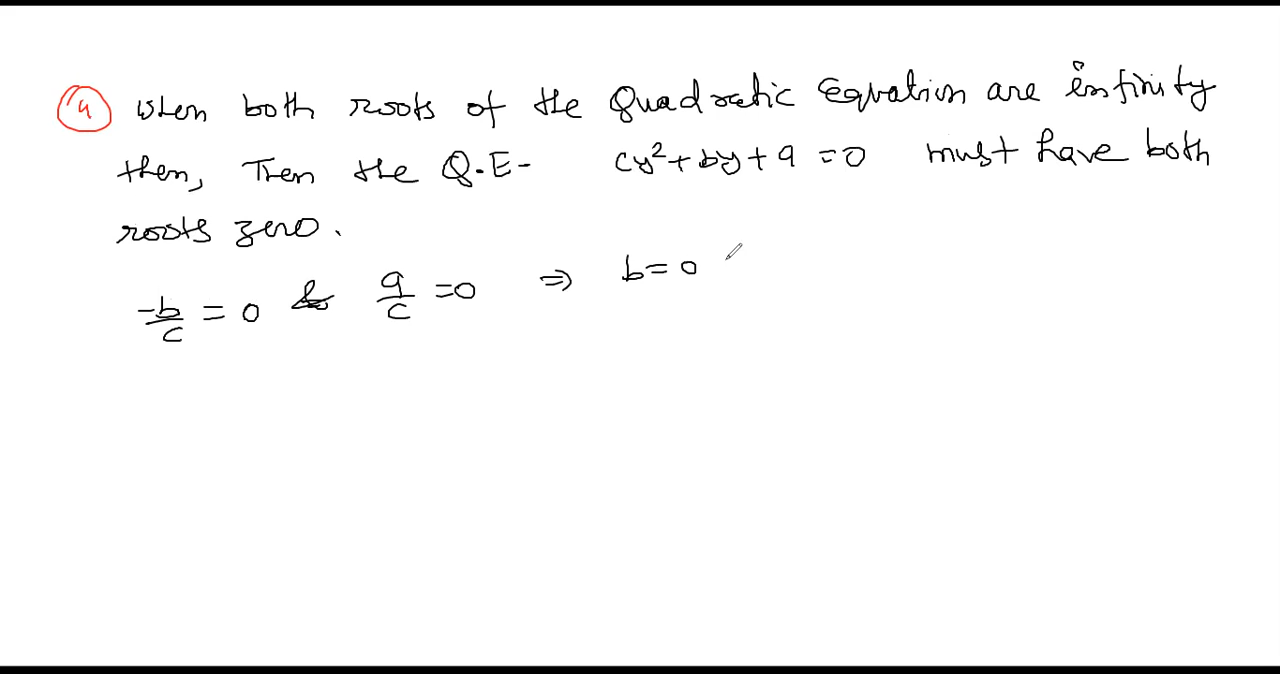 4 When both roots of the Quadratic Equation are infinity
then, Then the Q.E- cy²+by+a=0 must have both
roots zero.
-b/c = 0 & a/c = 0 ⇒ b=0